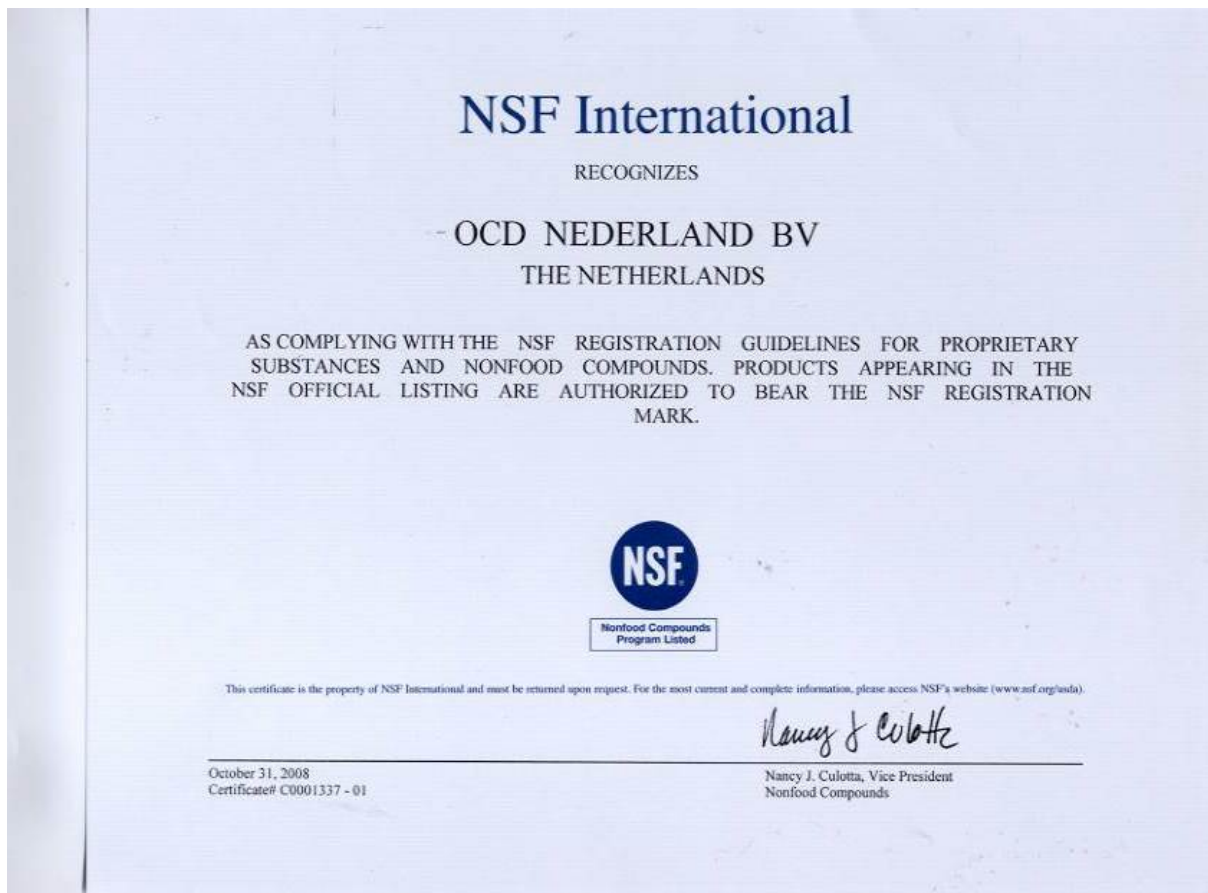 NSF International
RECOGNIZES
OCD NEDERLAND BV
THE NETHERLANDS
AS COMPLYING WITH THE NSF REGISTRATION GUIDELINES FOR PROPRIETARY
SUBSTANCES AND NONFOOD COMPOUNDS. PRODUCTS APPEARING IN THE
NSF OFFICIAL LISTING ARE AUTHORIZED TO BEAR THE NSF REGISTRATION
MARK.
NSF
Nonfood Compounds
Program Listed
This certificate is the property of NSF International and must be returned upon request. For the most current and complete information, please access NSF's website (www.nsf.org/usda).
Nancy J Culotta
October 31, 2008
Certificate# C0001337 - 01
Nancy J. Culotta, Vice President
Nonfood Compounds